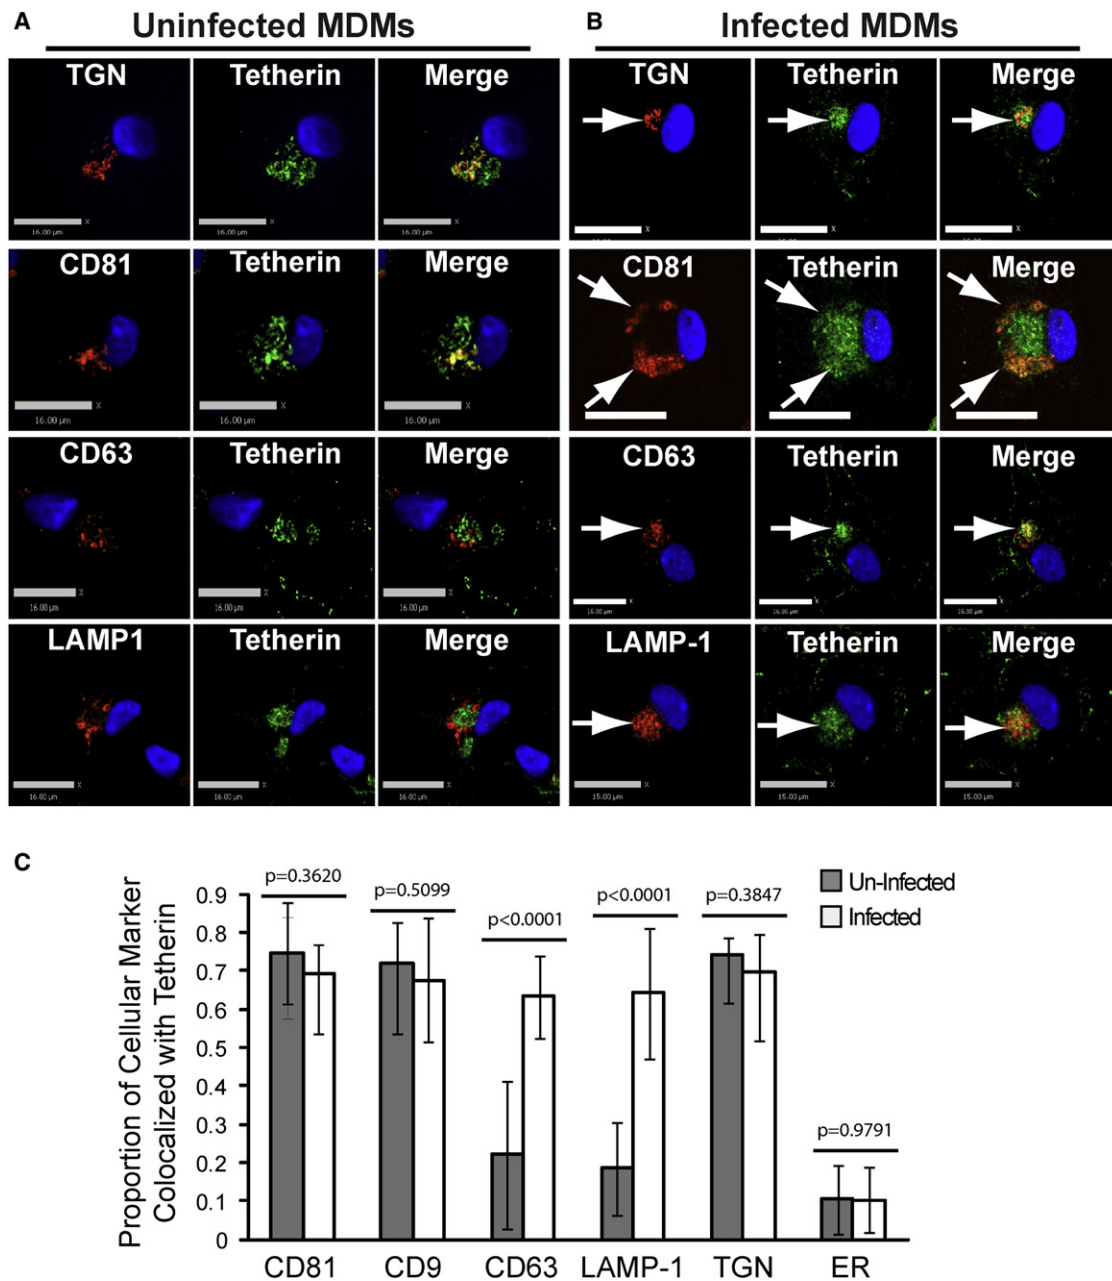 A Uninfected MDMs
B Infected MDMs
TGN Tetherin Merge
TGN Tetherin Merge
16.00 µm x 16.00 µm x 16.00 µm x
x x x
CD81 Tetherin Merge
CD81 Tetherin Merge
16.00 µm x 16.00 µm x 16.00 µm x
CD63 Tetherin Merge
CD63 Tetherin Merge
16.00 µm x 16.00 µm x 16.00 µm x
16.00 µm x 16.00 µm x 16.00 µm x
LAMP1 Tetherin Merge
LAMP-1 Tetherin Merge
16.00 µm x 16.00 µm x 16.00 µm x
15.00 µm x 15.00 µm x 15.00 µm x
C
Proportion of Cellular Marker
Colocalized with Tetherin
0.9
0.8
0.7
0.6
0.5
0.4
0.3
0.2
0.1
0
p=0.3620
p=0.5099
p<0.0001
p<0.0001
p=0.3847
p=0.9791
Un-Infected
Infected
CD81 CD9 CD63 LAMP-1 TGN ER